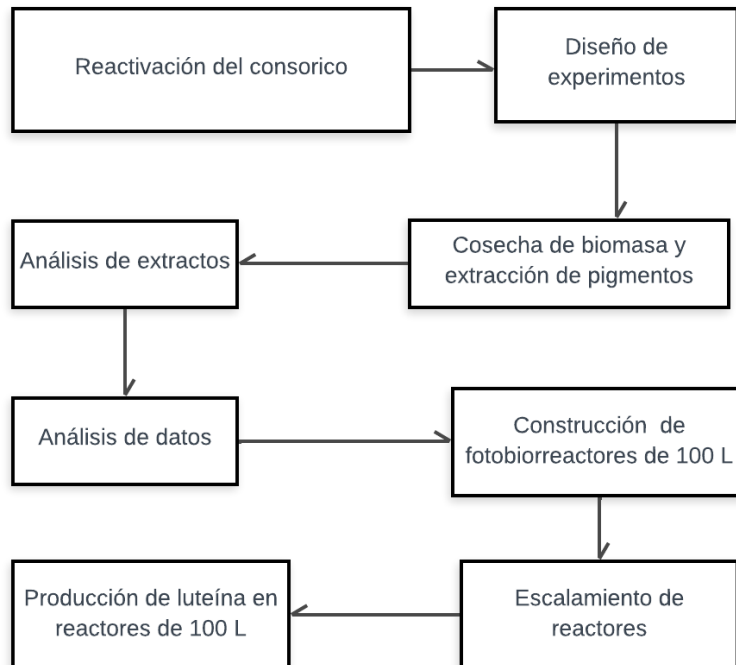 Reactivación del consorico
Diseño de
experimentos
Cosecha de biomasa y
extracción de pigmentos
Análisis de extractos
Análisis de datos
Construcción de
fotobiorreactores de 100 L
Escalamiento de
reactores
Producción de luteína en
reactores de 100 L